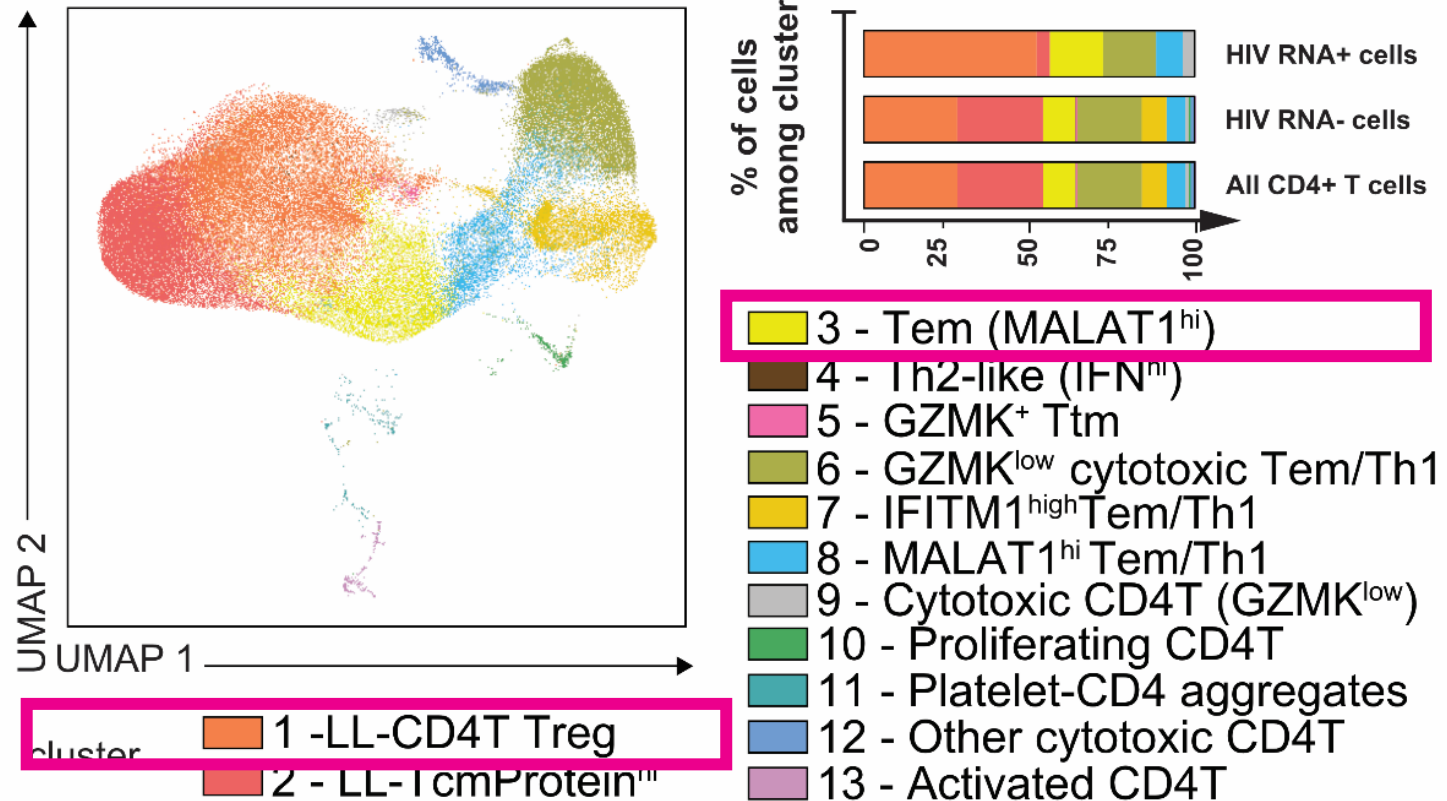 UMAP 2
UMAP 1
% of cells
among cluster
HIV RNA+ cells
HIV RNA- cells
All CD4+ T cells
0
25
50
75
100
cluster
1 -LL-CD4T Treg
2 - LL-TcmProteinʰⁱ
3 - Tem (MALAT1ʰⁱ)
4 - Th2-like (IFNʰⁱ)
5 - GZMK⁺ Ttm
6 - GZMKˡᵒʷ cytotoxic Tem/Th1
7 - IFITM1ʰⁱᵍʰTem/Th1
8 - MALAT1ʰⁱ Tem/Th1
9 - Cytotoxic CD4T (GZMKˡᵒʷ)
10 - Proliferating CD4T
11 - Platelet-CD4 aggregates
12 - Other cytotoxic CD4T
13 - Activated CD4T